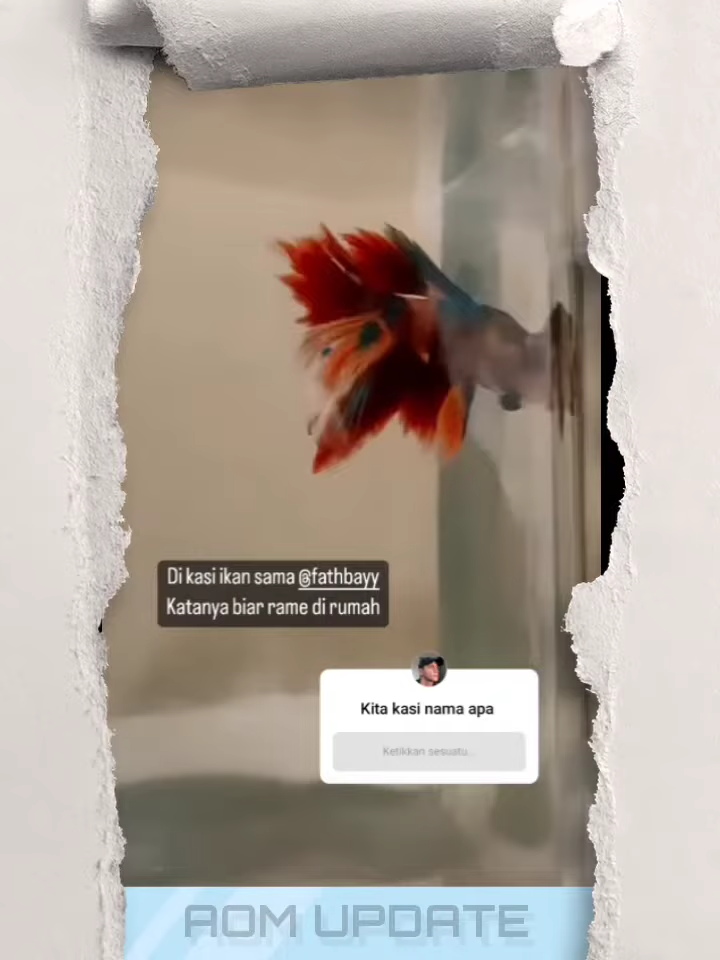 Di kasi ikan sama @fathbayy
Katanya biar rame di rumah
Kita kasi nama apa
Ketikkan sesuatu...
AOM UPDATE